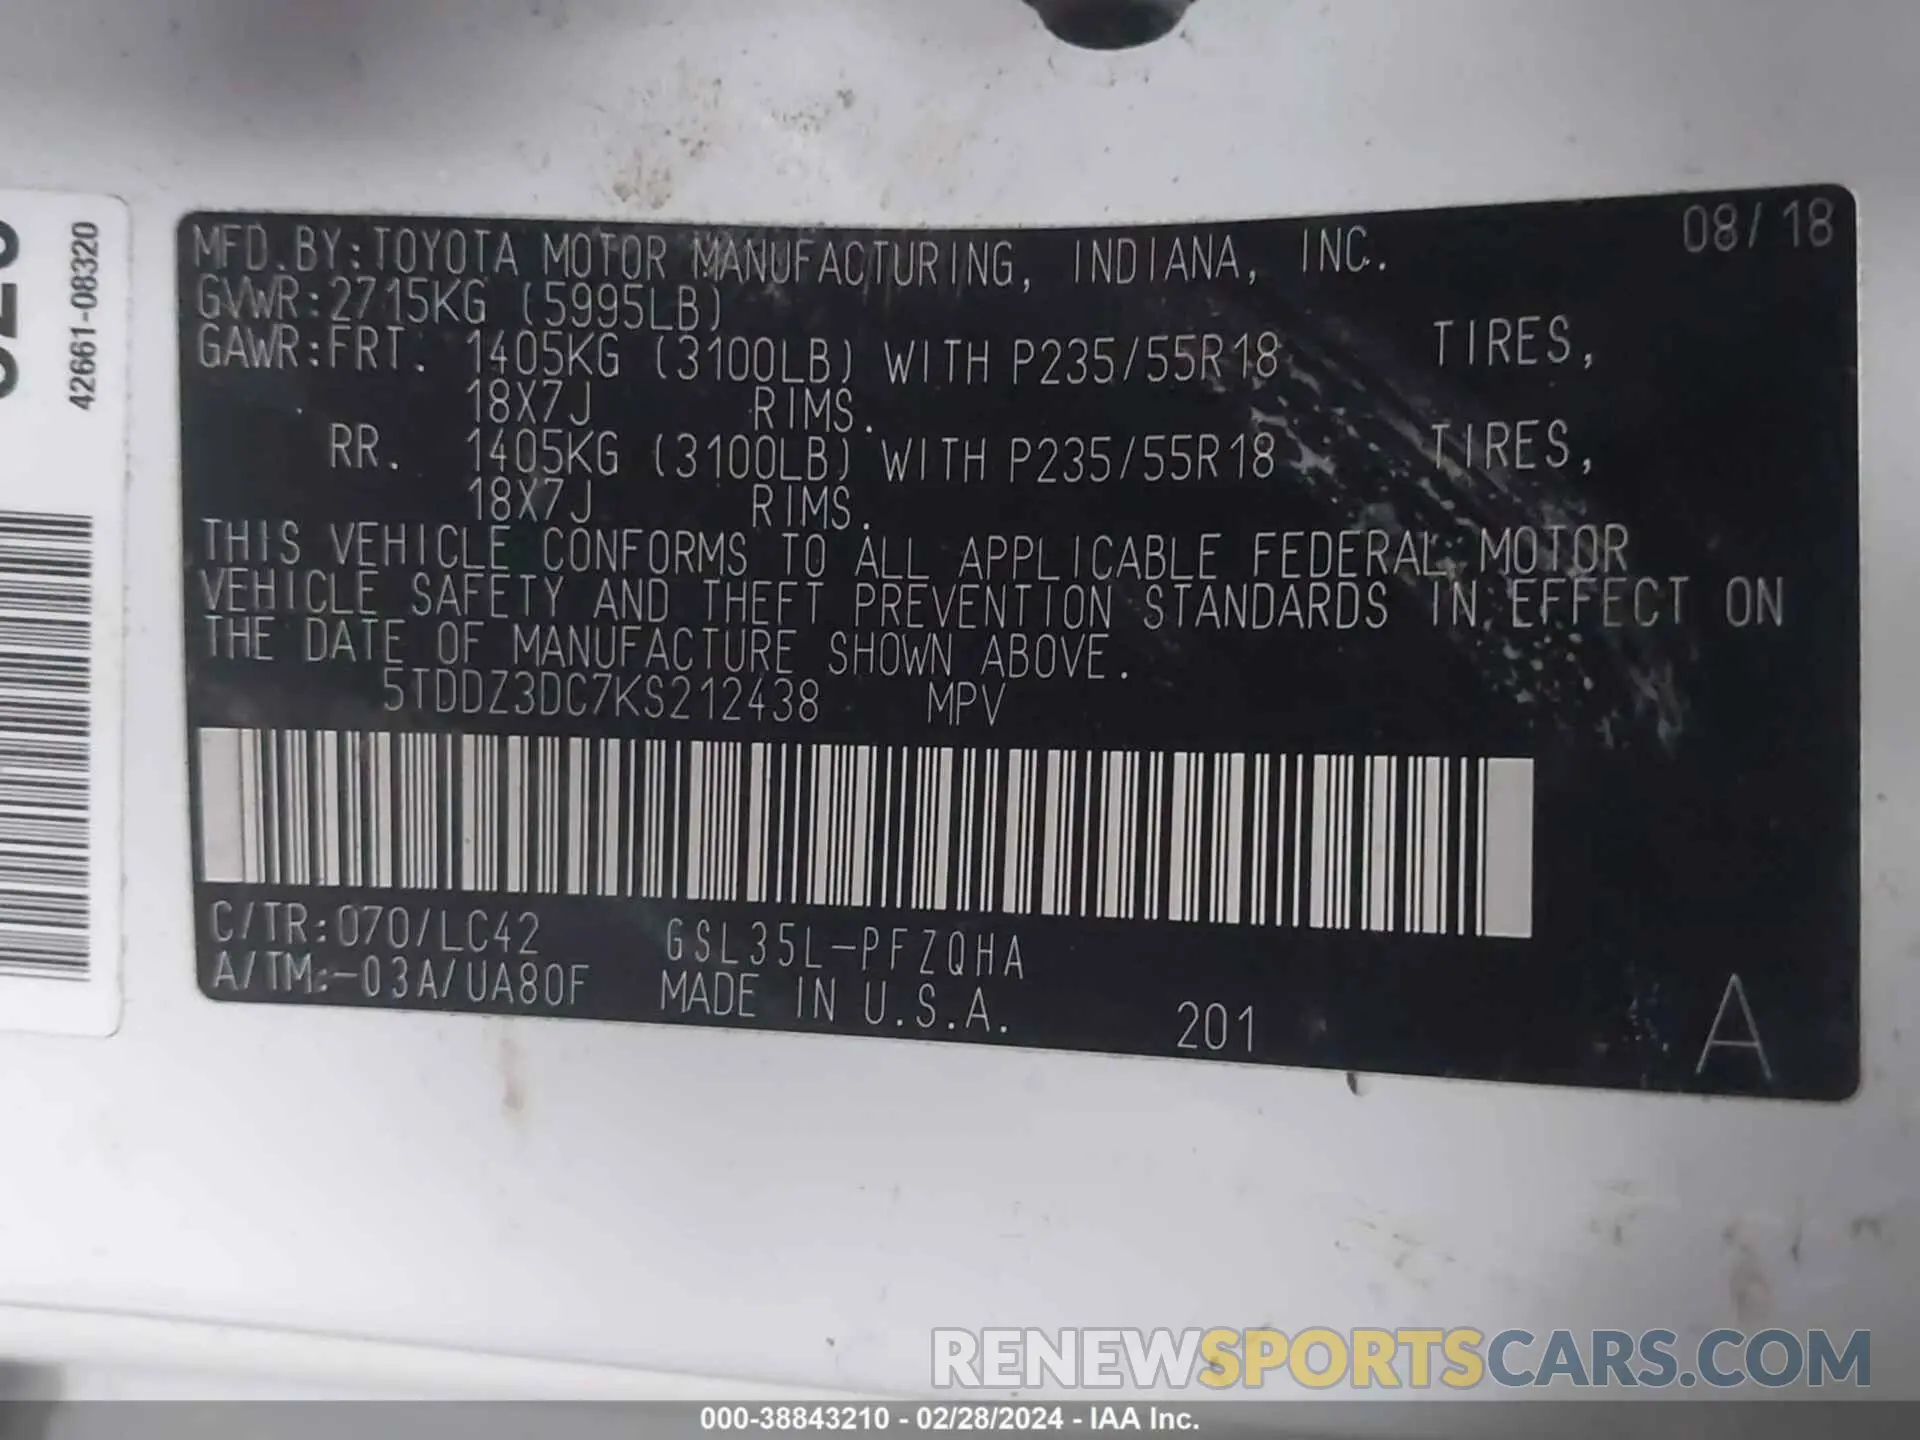 MFD. BY: TOYOTA MOTOR MANUFACTURING, INDIANA, INC. 08/18
GVWR: 2715KG (5995LB)
GAWR: FRT. 1405KG (3100LB) WITH P235/55R18 TIRES,
18X7J RIMS.
RR. 1405KG (3100LB) WITH P235/55R18 TIRES,
18X7J RIMS.
THIS VEHICLE CONFORMS TO ALL APPLICABLE FEDERAL MOTOR
VEHICLE SAFETY AND THEFT PREVENTION STANDARDS IN EFFECT ON
THE DATE OF MANUFACTURE SHOWN ABOVE.
5TDDZ3DC7KS212438 MPV
C/TR: 070/LC42 GSL35L-PFZQHA
A/TM: -03A/UA80F MADE IN U.S.A. 201 A
42661-08320
RENEWSPORTSCARS.COM
000-38843210 - 02/28/2024 - IAA Inc.